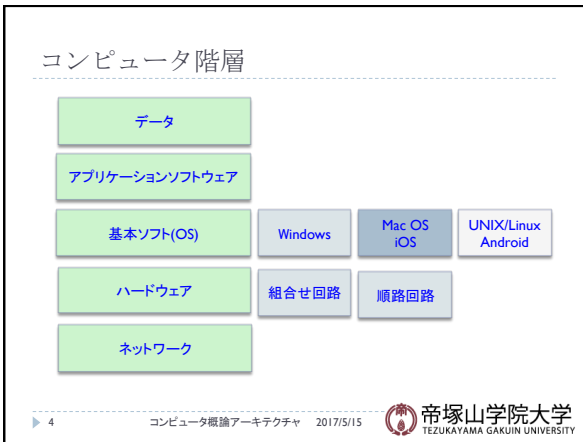 コンピュータ階層
データ
アプリケーションソフトウェア
基本ソフト(OS)
Windows
Mac OS
iOS
UNIX/Linux
Android
ハードウェア
組合せ回路
順路回路
ネットワーク
4
コンピュータ概論アーキテクチャ 2017/5/15
帝塚山学院大学
TEZUKAYAMA GAKUIN UNIVERSITY